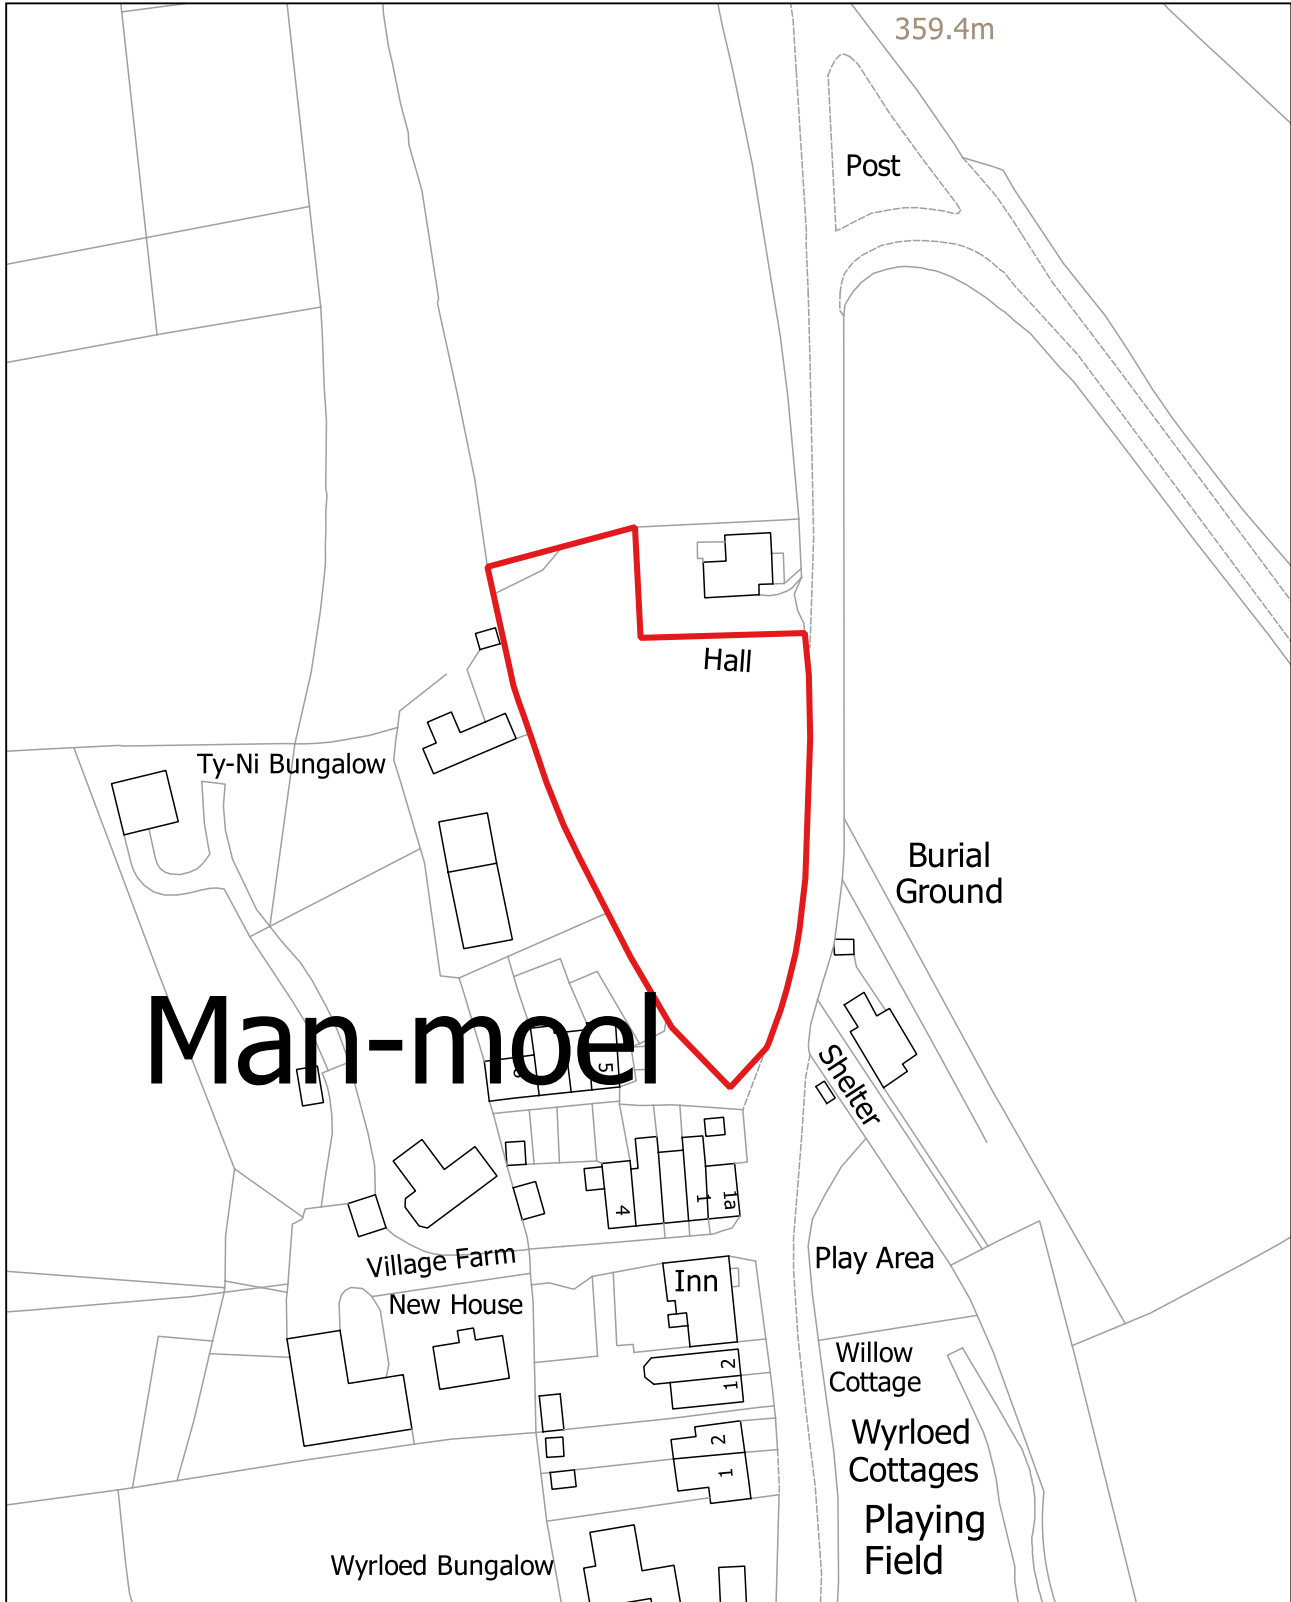 359.4m
Post
Hall
Ty-Ni Bungalow
Burial
Ground
Man-moel
5
Shelter
4
1
1a
Village Farm
Play Area
Inn
New House
Willow
Cottage
2
1
Wyrloed
Cottages
2
1
Playing
Field
Wyrloed Bungalow